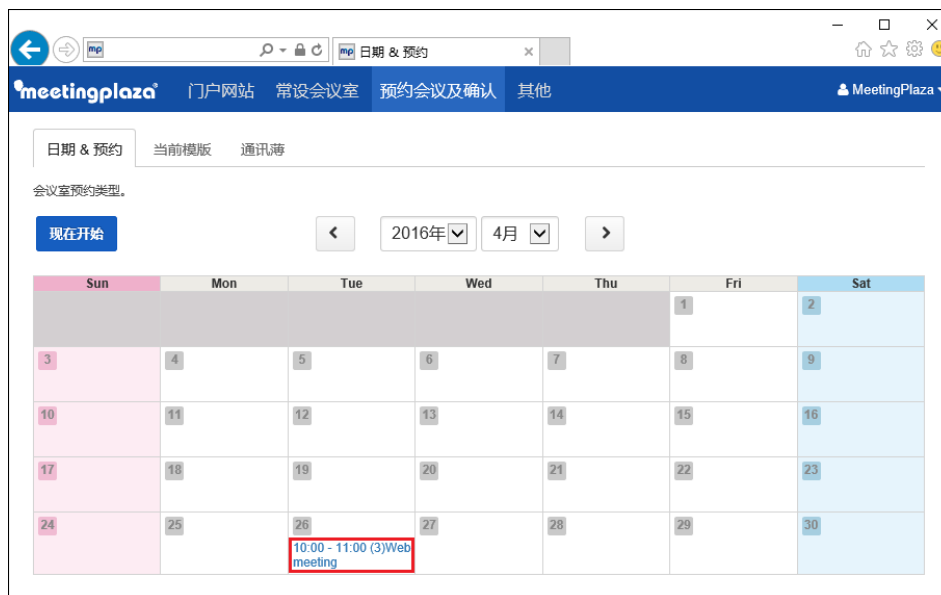 mp
mp 日期 & 预约
meetingplaza 门户网站 常设会议室 预约会议及确认 其他 MeetingPlaza
日期 & 预约 当前模版 通讯薄
会议室预约类型。
现在开始 2016年 4月
Sun Mon Tue Wed Thu Fri Sat
1 2
3 4 5 6 7 8 9
10 11 12 13 14 15 16
17 18 19 20 21 22 23
24 25 26 27 28 29 30
10:00 - 11:00 (3)Web
meeting